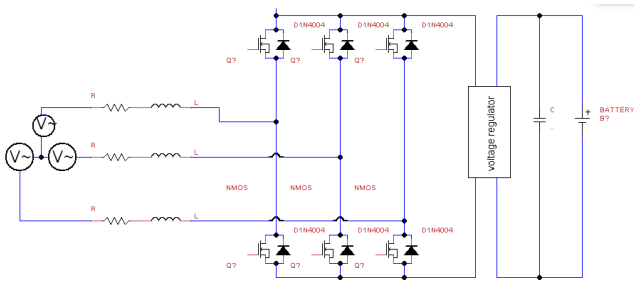 D1N4004 D1N4004 D1N4004
Q? Q? Q?
R L
C
BATTERY
B?
+
V~
V~ V~
R L
voltage regulator
NMOS NMOS NMOS
R L
D1N4004 D1N4004 D1N4004
Q? Q? Q?